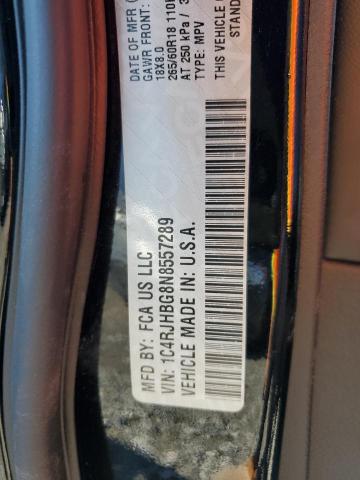 MFD BY: FCA US LLC
DATE OF MFR
GAWR FRONT:
18X8.0
265/60R18
AT 250 kPa /
TYPE: MPV
THIS VEHICLE
STAND
VIN: 1C4RJHBG8N8557289
VEHICLE MADE IN: U.S.A.